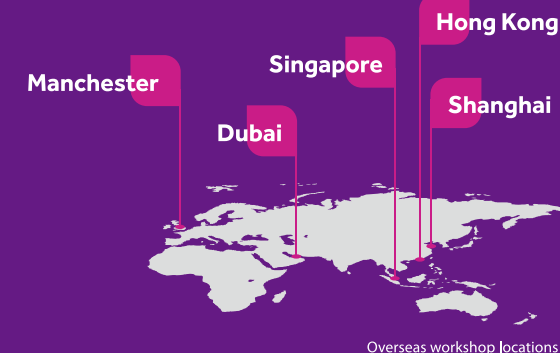 Hong Kong
Singapore
Manchester
Shanghai
Dubai
Overseas workshop locations